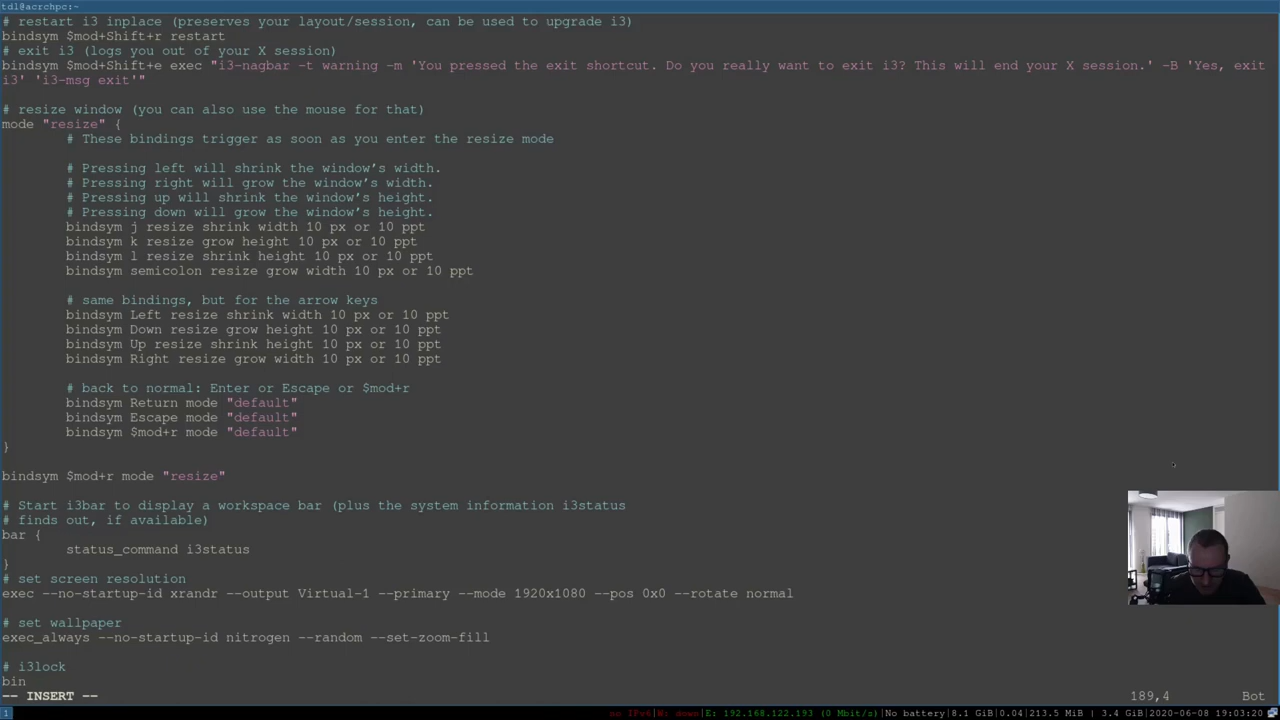 tdl@acrchpc:~
# restart i3 inplace (preserves your layout/session, can be used to upgrade i3)
bindsym $mod+Shift+r restart
# exit i3 (logs you out of your X session)
bindsym $mod+Shift+e exec "i3-nagbar -t warning -m 'You pressed the exit shortcut. Do you really want to exit i3? This will end your X session.' -B 'Yes, exit
i3' 'i3-msg exit'"
# resize window (you can also use the mouse for that)
mode "resize" {
# These bindings trigger as soon as you enter the resize mode
# Pressing left will shrink the window’s width.
# Pressing right will grow the window’s width.
# Pressing up will shrink the window’s height.
# Pressing down will grow the window’s height.
bindsym j resize shrink width 10 px or 10 ppt
bindsym k resize grow height 10 px or 10 ppt
bindsym l resize shrink height 10 px or 10 ppt
bindsym semicolon resize grow width 10 px or 10 ppt
# same bindings, but for the arrow keys
bindsym Left resize shrink width 10 px or 10 ppt
bindsym Down resize grow height 10 px or 10 ppt
bindsym Up resize shrink height 10 px or 10 ppt
bindsym Right resize grow width 10 px or 10 ppt
# back to normal: Enter or Escape or $mod+r
bindsym Return mode "default"
bindsym Escape mode "default"
bindsym $mod+r mode "default"
}
bindsym $mod+r mode "resize"
# Start i3bar to display a workspace bar (plus the system information i3status
# finds out, if available)
bar {
status_command i3status
}
# set screen resolution
exec --no-startup-id xrandr --output Virtual-1 --primary --mode 1920x1080 --pos 0x0 --rotate normal
# set wallpaper
exec_always --no-startup-id nitrogen --random --set-zoom-fill
# i3lock
bin
-- INSERT -- 189,4 Bot
1 no IPv6|W: down|E: 192.168.122.193 (0 Mbit/s)|No battery|8.1 GiB|0.04|213.5 MiB | 3.4 GiB|2020-06-08 19:03:20